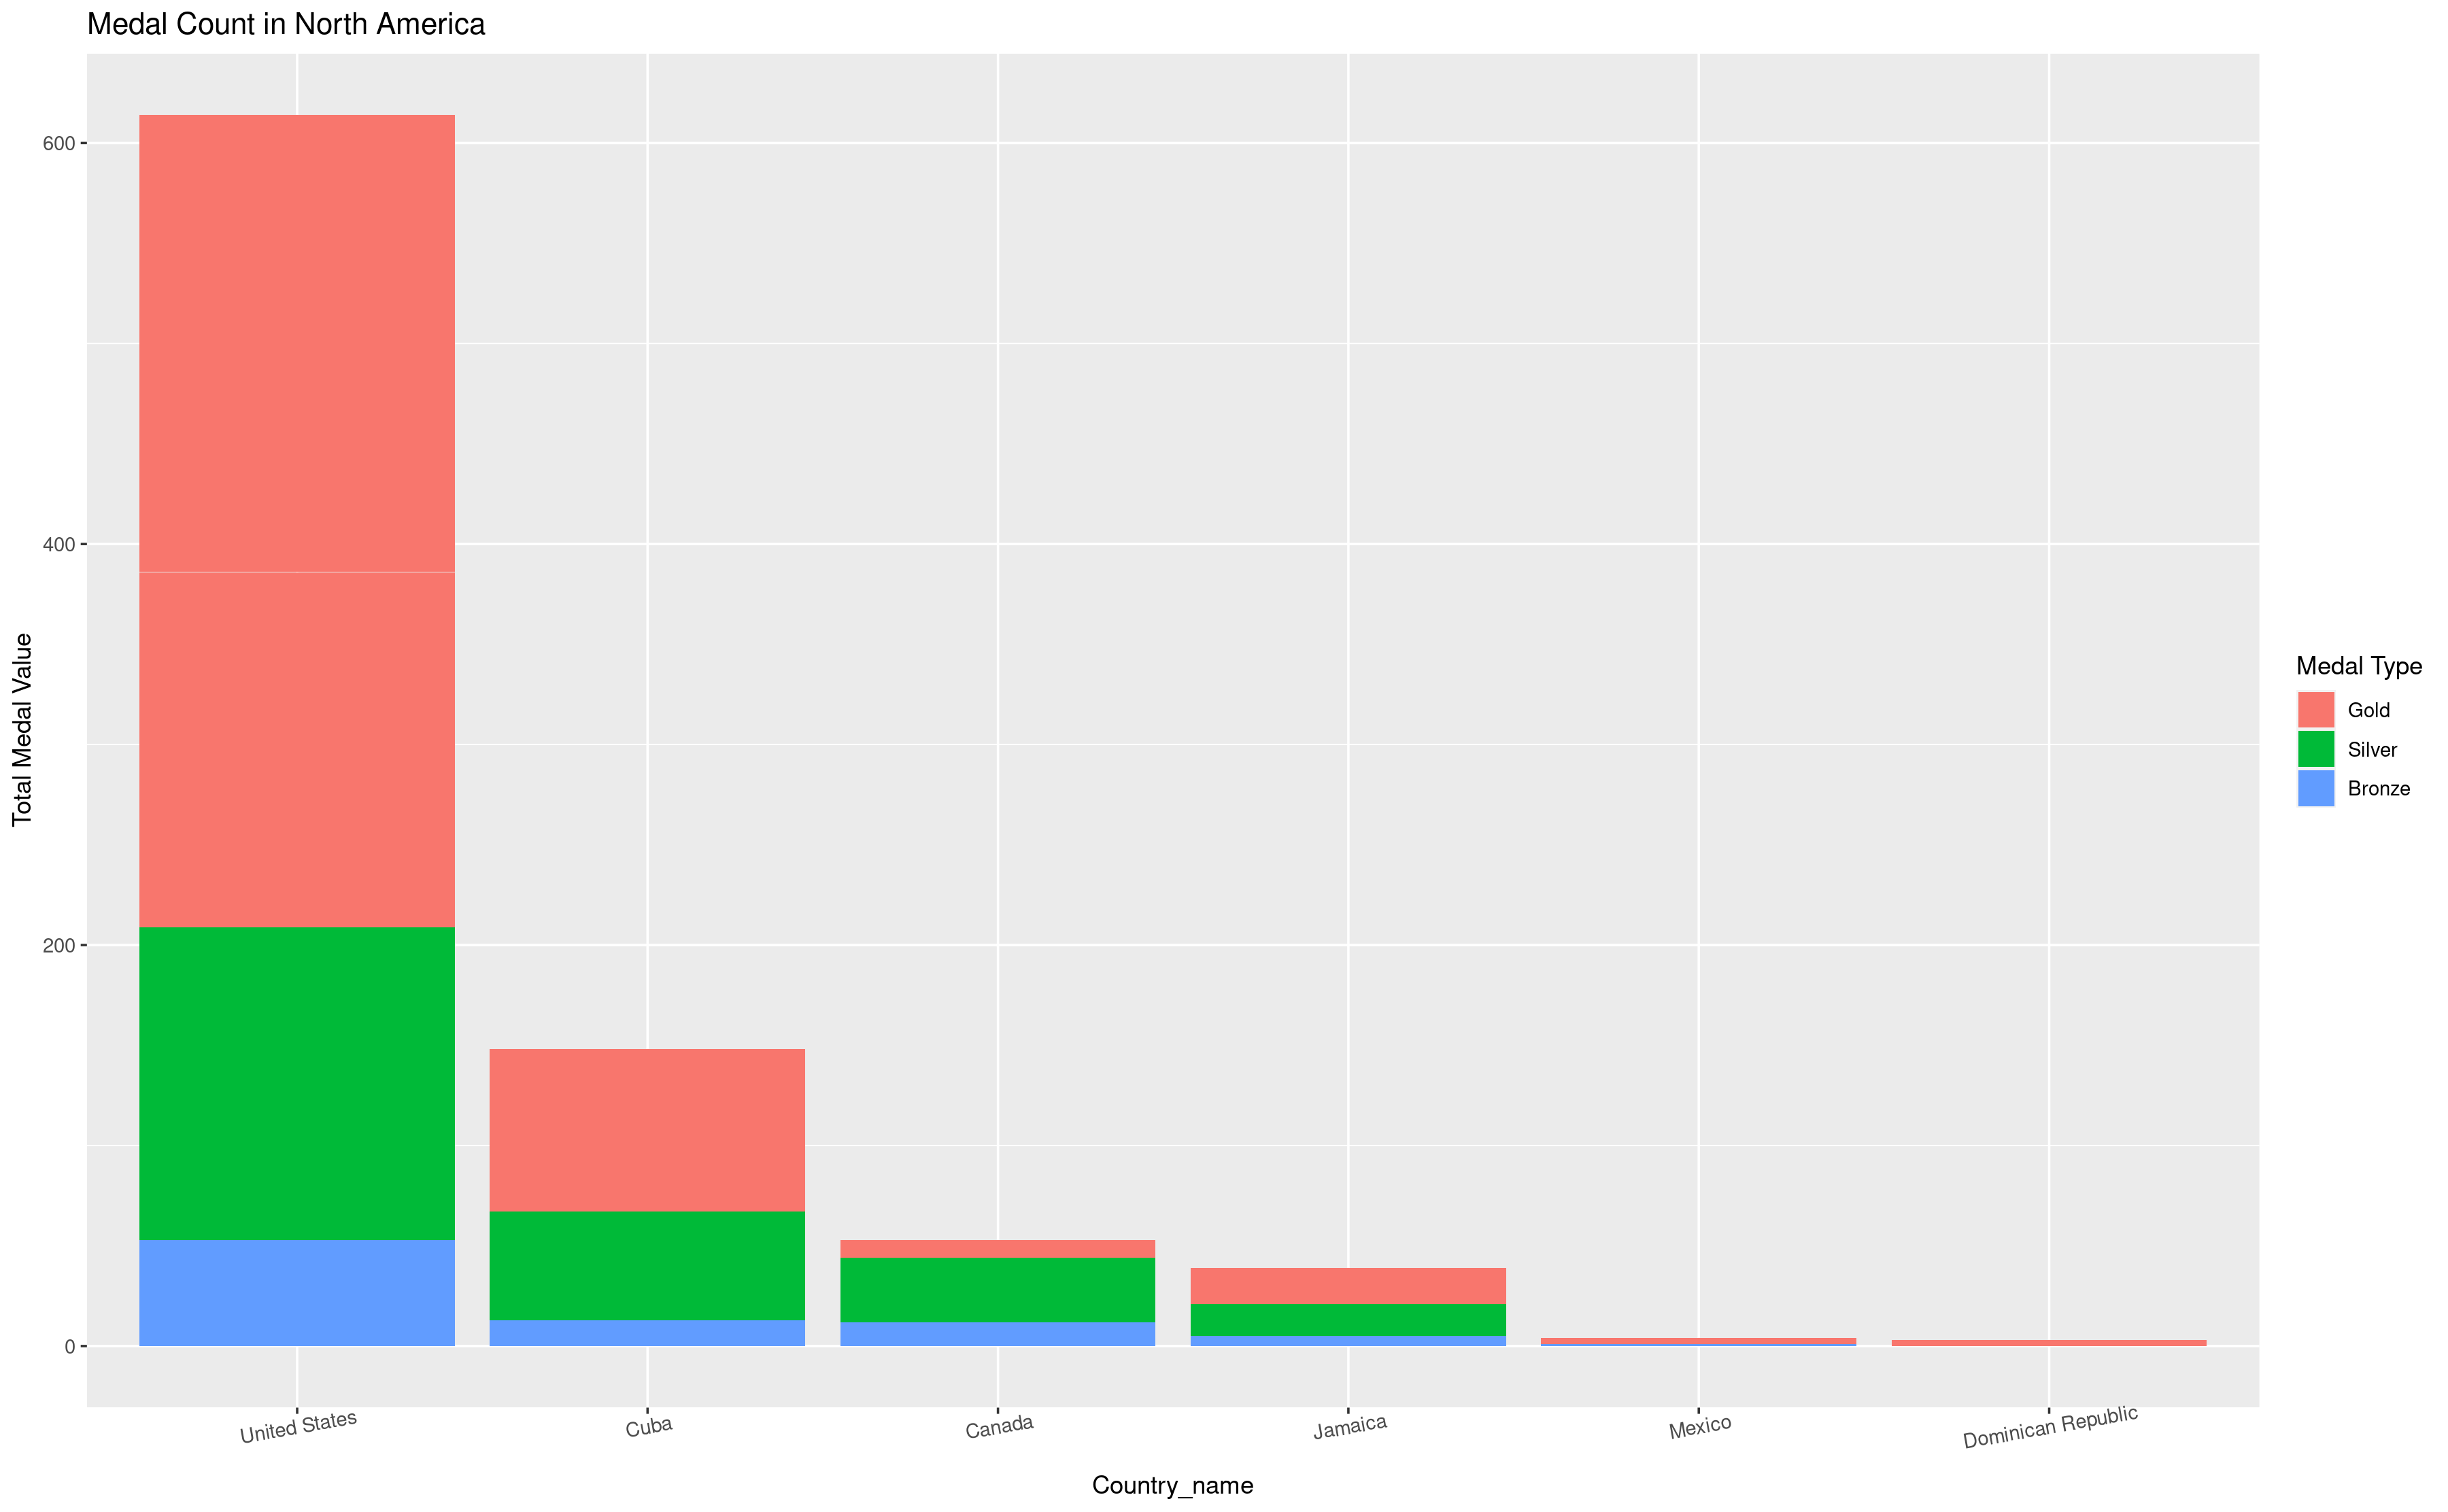 Medal Count in North America
Total Medal Value
600
400
200
0
United States
Cuba
Canada
Jamaica
Mexico
Dominican Republic
Country_name
Medal Type
Gold
Silver
Bronze